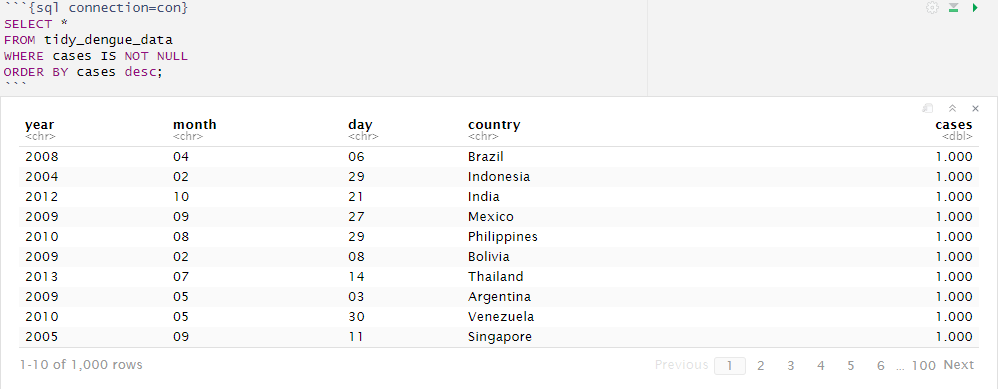 ```{sql connection=con}
SELECT *
FROM tidy_dengue_data
WHERE cases IS NOT NULL
ORDER BY cases desc;
```
year month day country cases
<chr> <chr> <chr> <chr> <dbl>
2008 04 06 Brazil 1.000
2004 02 29 Indonesia 1.000
2012 10 21 India 1.000
2009 09 27 Mexico 1.000
2010 08 29 Philippines 1.000
2009 02 08 Bolivia 1.000
2013 07 14 Thailand 1.000
2009 05 03 Argentina 1.000
2010 05 30 Venezuela 1.000
2005 09 11 Singapore 1.000
1-10 of 1,000 rows Previous 1 2 3 4 5 6 ... 100 Next